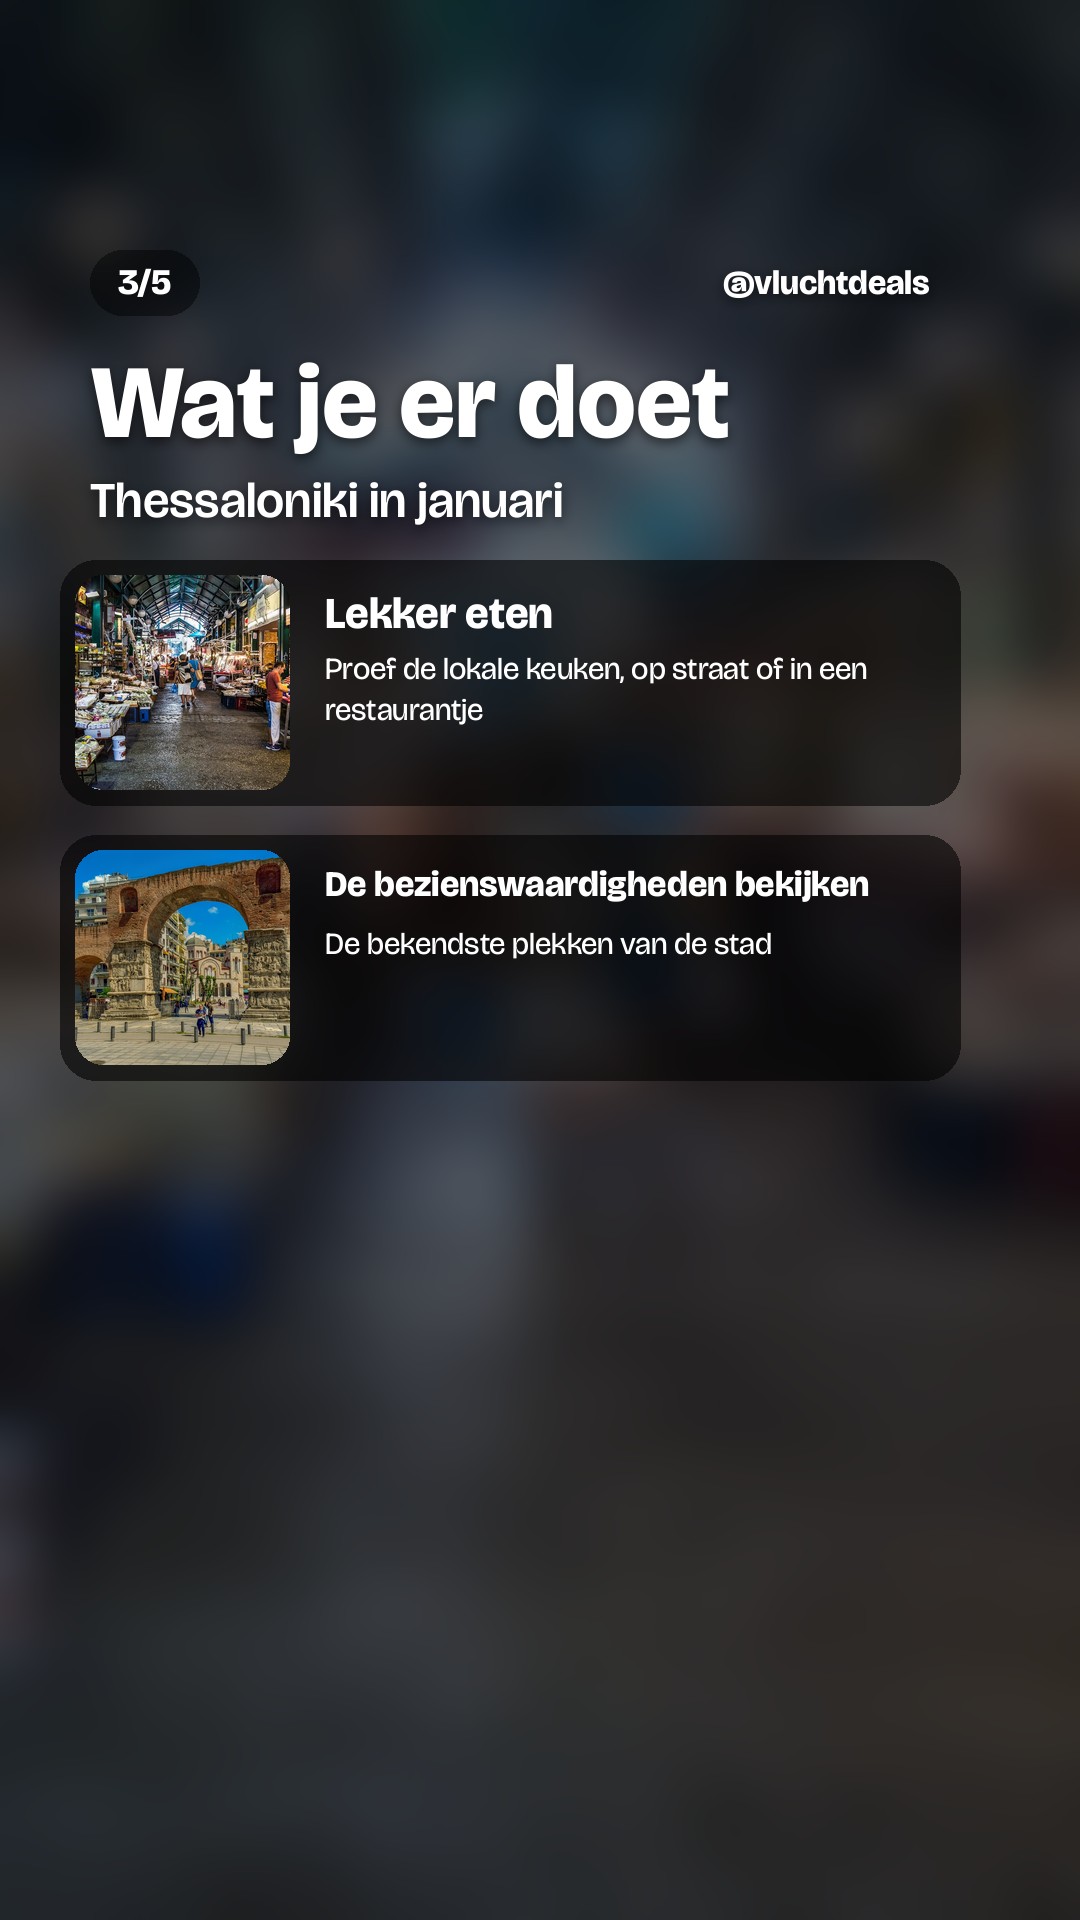 3/5
@vluchtdeals
Wat je er doet
Thessaloniki in januari
Lekker eten
Proef de lokale keuken, op straat of in een
restaurantje
De bezienswaardigheden bekijken
De bekendste plekken van de stad